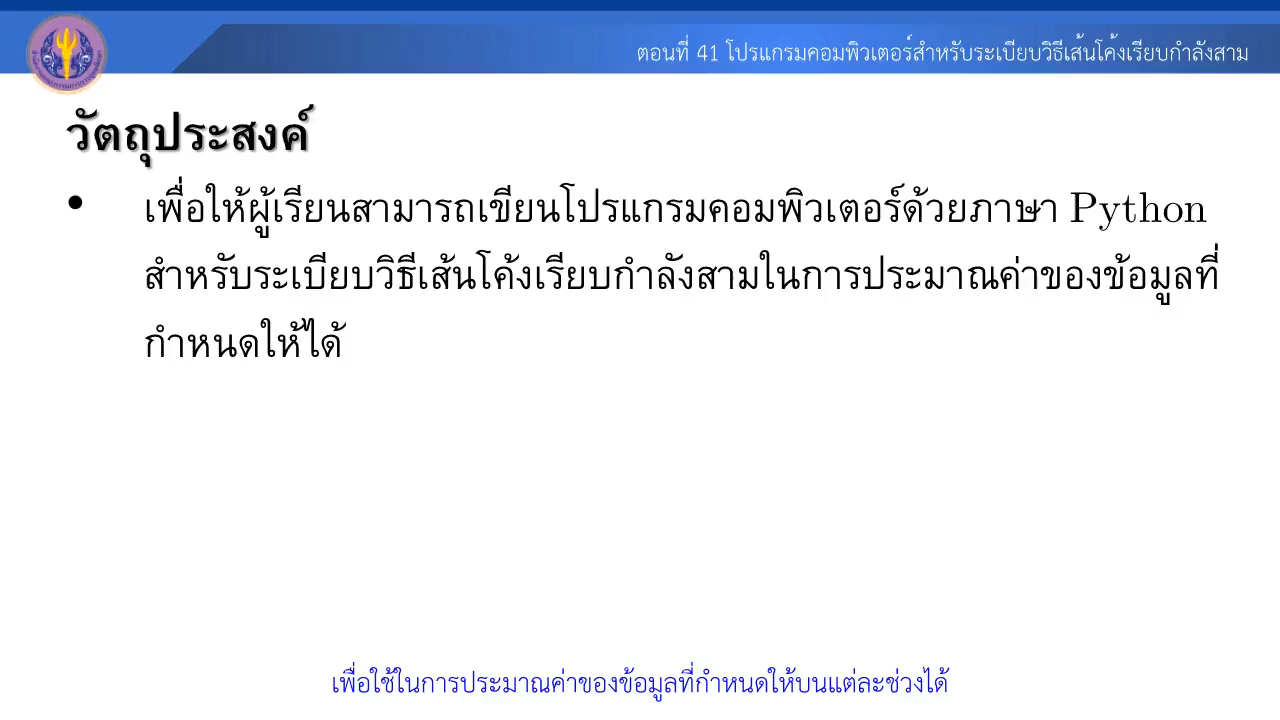 ตอนที่ 41 โปรแกรมคอมพิวเตอร์สำหรับระเบียบวิธีเส้นโค้งเรียบกำลังสาม
วัตถุประสงค์
• เพื่อให้ผู้เรียนสามารถเขียนโปรแกรมคอมพิวเตอร์ด้วยภาษา Python
สำหรับระเบียบวิธีเส้นโค้งเรียบกำลังสามในการประมาณค่าของข้อมูลที่
กำหนดให้ได้
เพื่อใช้ในการประมาณค่าของข้อมูลที่กำหนดให้บนแต่ละช่วงได้